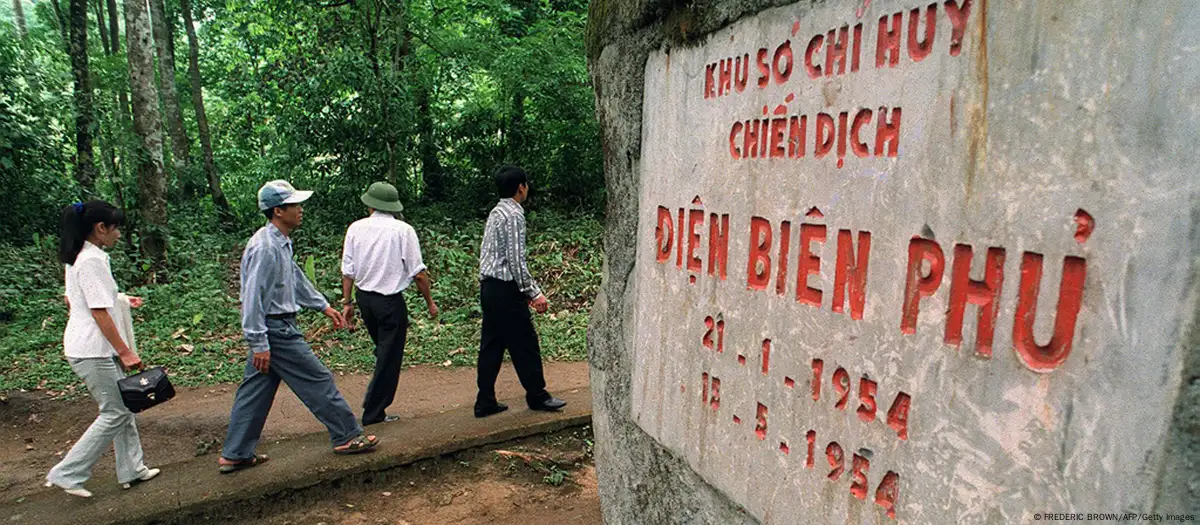 KHU SỞ CHỈ HUY
CHIẾN DỊCH
ĐIỆN BIÊN PHỦ
21 - 1 - 1954
15 - 5 - 1954
© FREDERIC BROWN/AFP/Getty Images